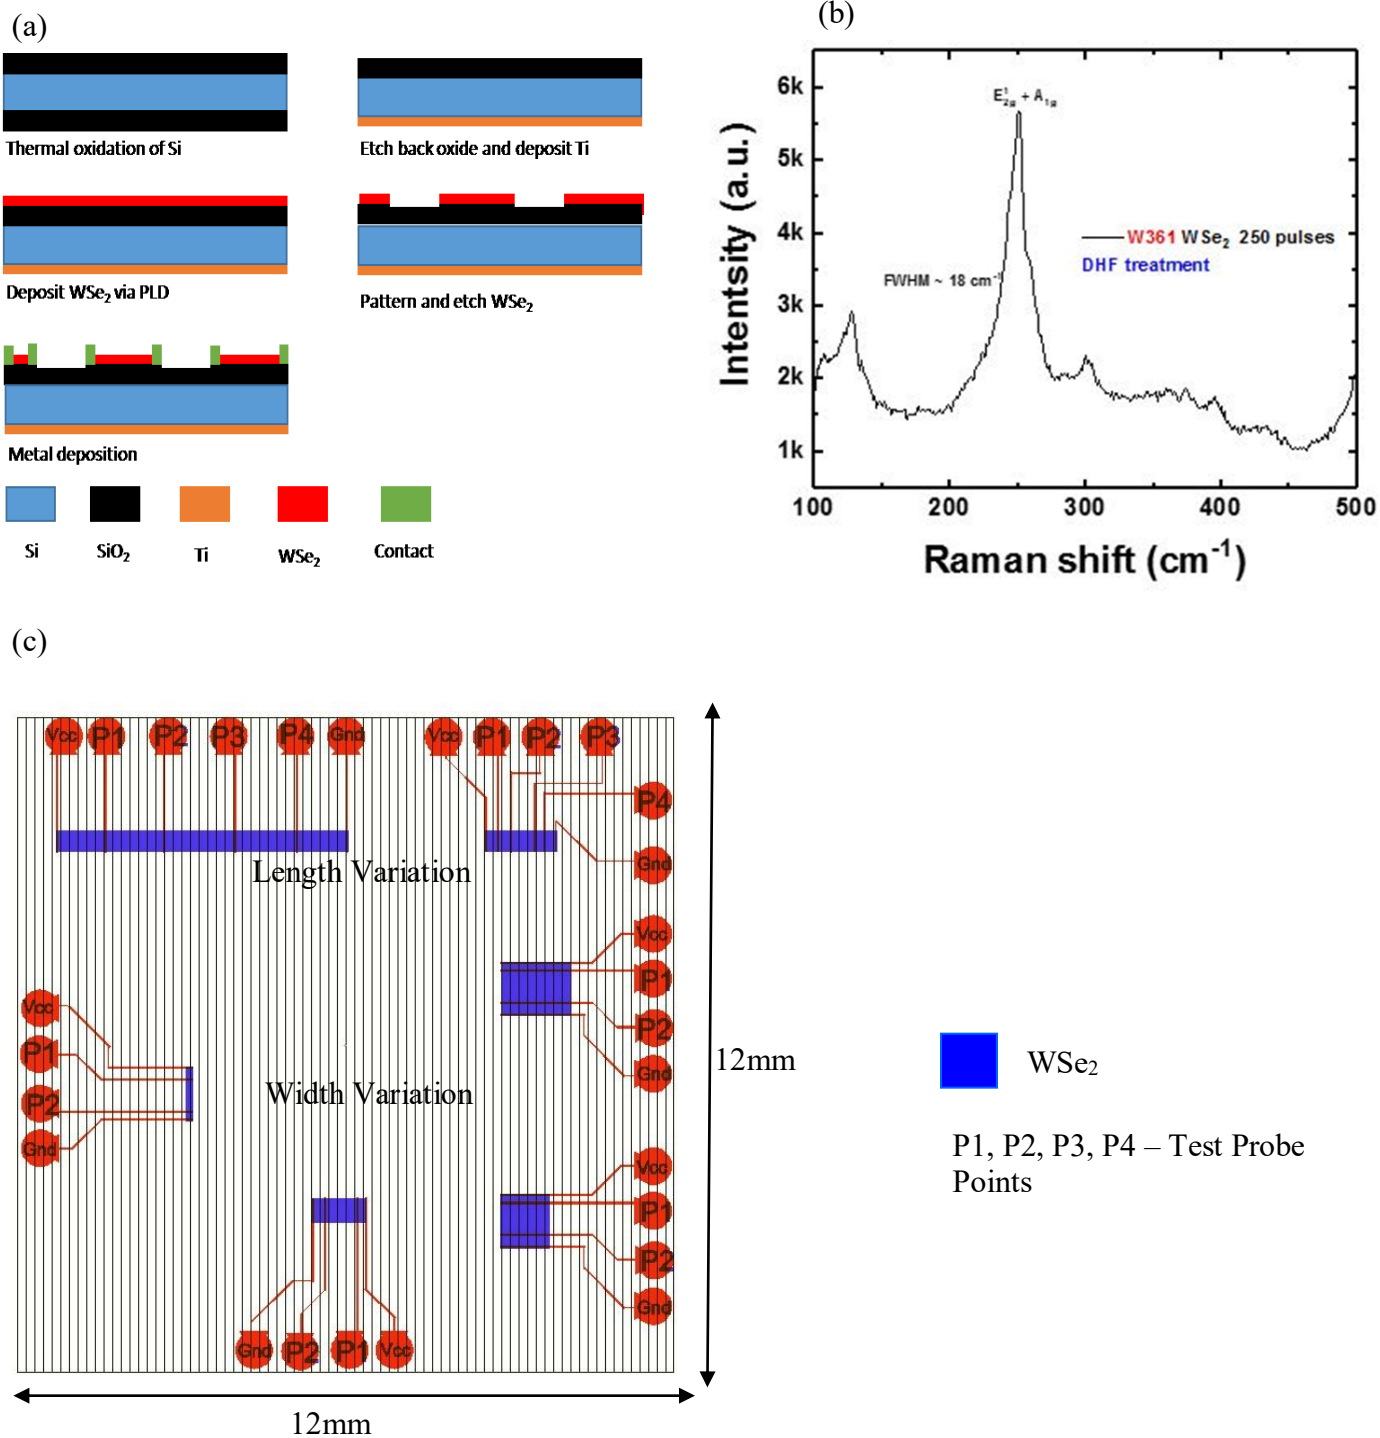 (a)
Thermal oxidation of Si
Etch back oxide and deposit Ti
Deposit WSe₂ via PLD
Pattern and etch WSe₂
Metal deposition
Si
SiO₂
Ti
WSe₂
Contact
(b)
Intentsity (a.u.)
6k
5k
4k
3k
2k
1k
E¹₂g + A₁g
FWHM ~ 18 cm⁻¹
W361 WSe₂ 250 pulses
DHF treatment
100
200
300
400
500
Raman shift (cm⁻¹)
(c)
Vcc P1 P2 P3 P4 Gnd
Vcc P1 P2 P3
P4
Gnd
Length Variation
Vcc
P1
P2
Gnd
Vcc
P1
P2
Gnd
Width Variation
Vcc
P1
P2
Gnd
Gnd P2 P1 Vcc
12mm
12mm
WSe₂
P1, P2, P3, P4 – Test Probe
Points